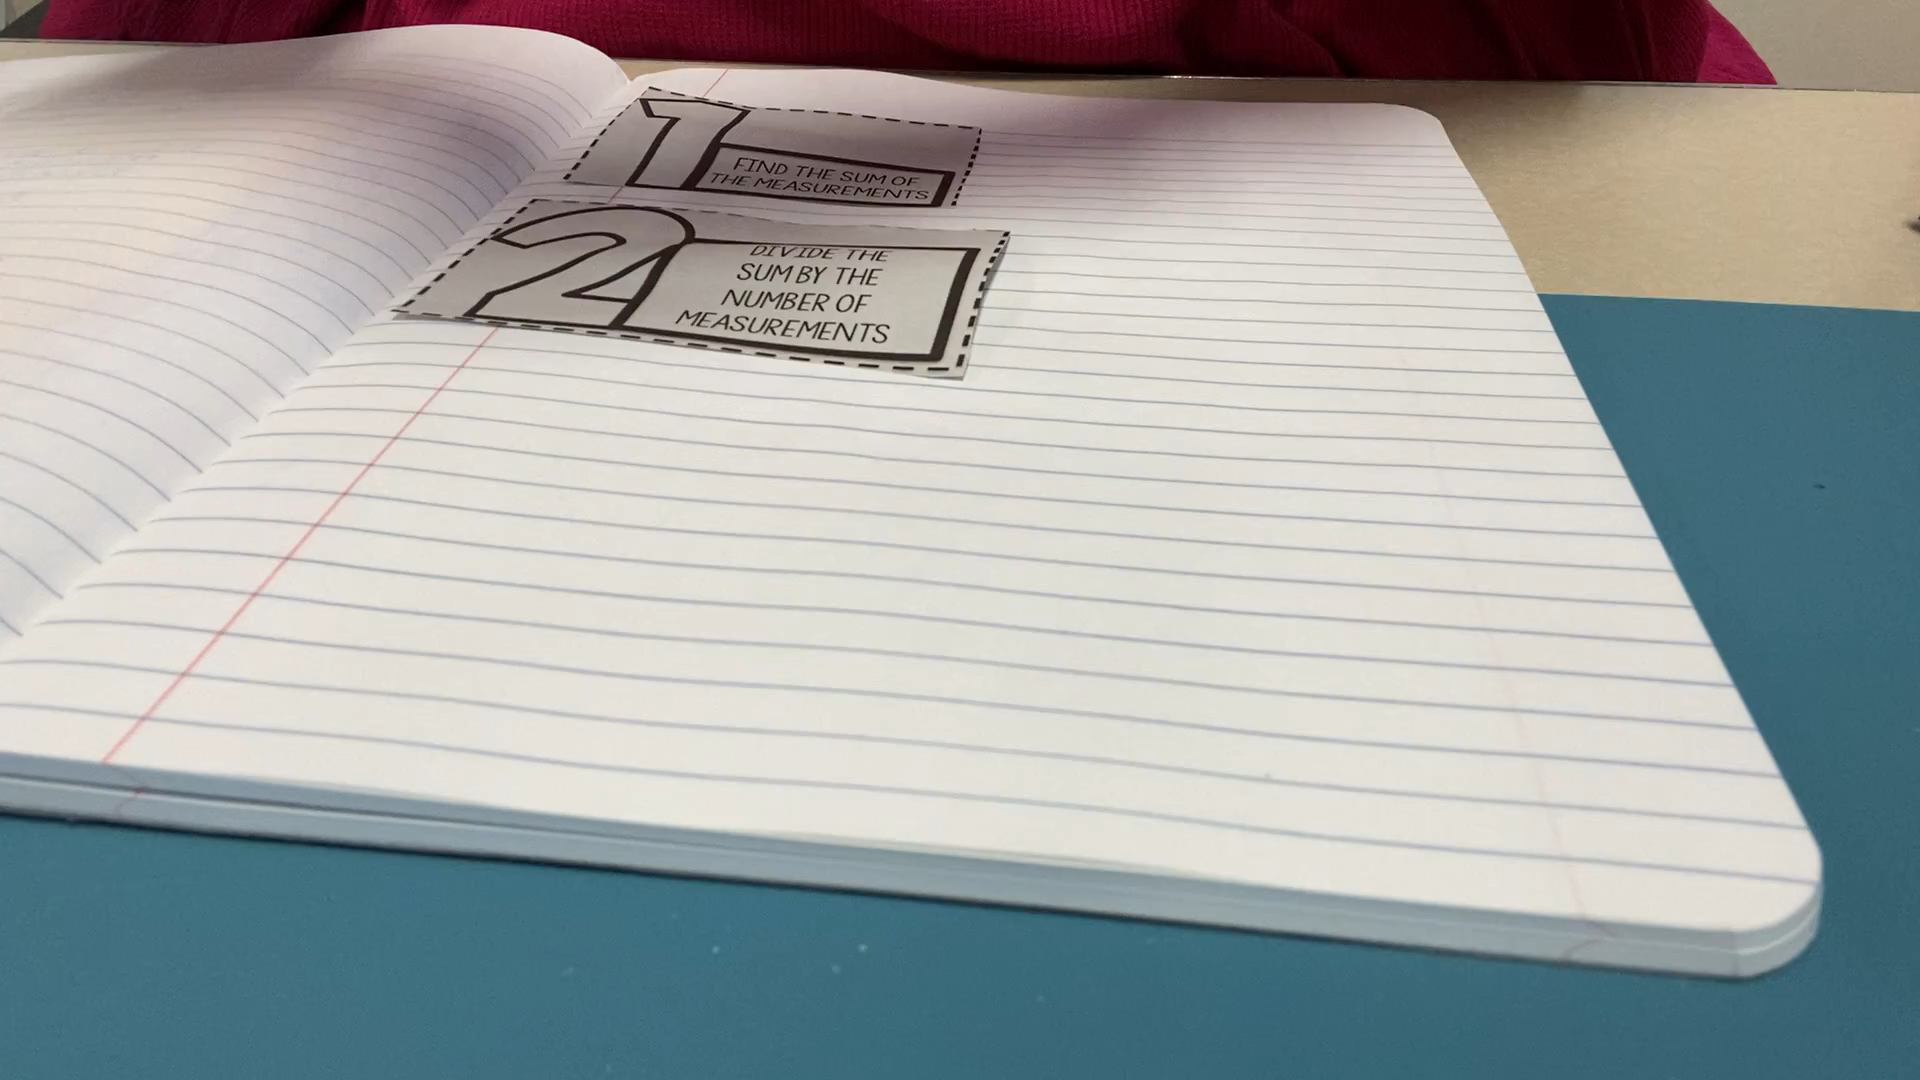 1
FIND THE SUM OF
THE MEASUREMENTS
2
DIVIDE THE
SUM BY THE
NUMBER OF
MEASUREMENTS